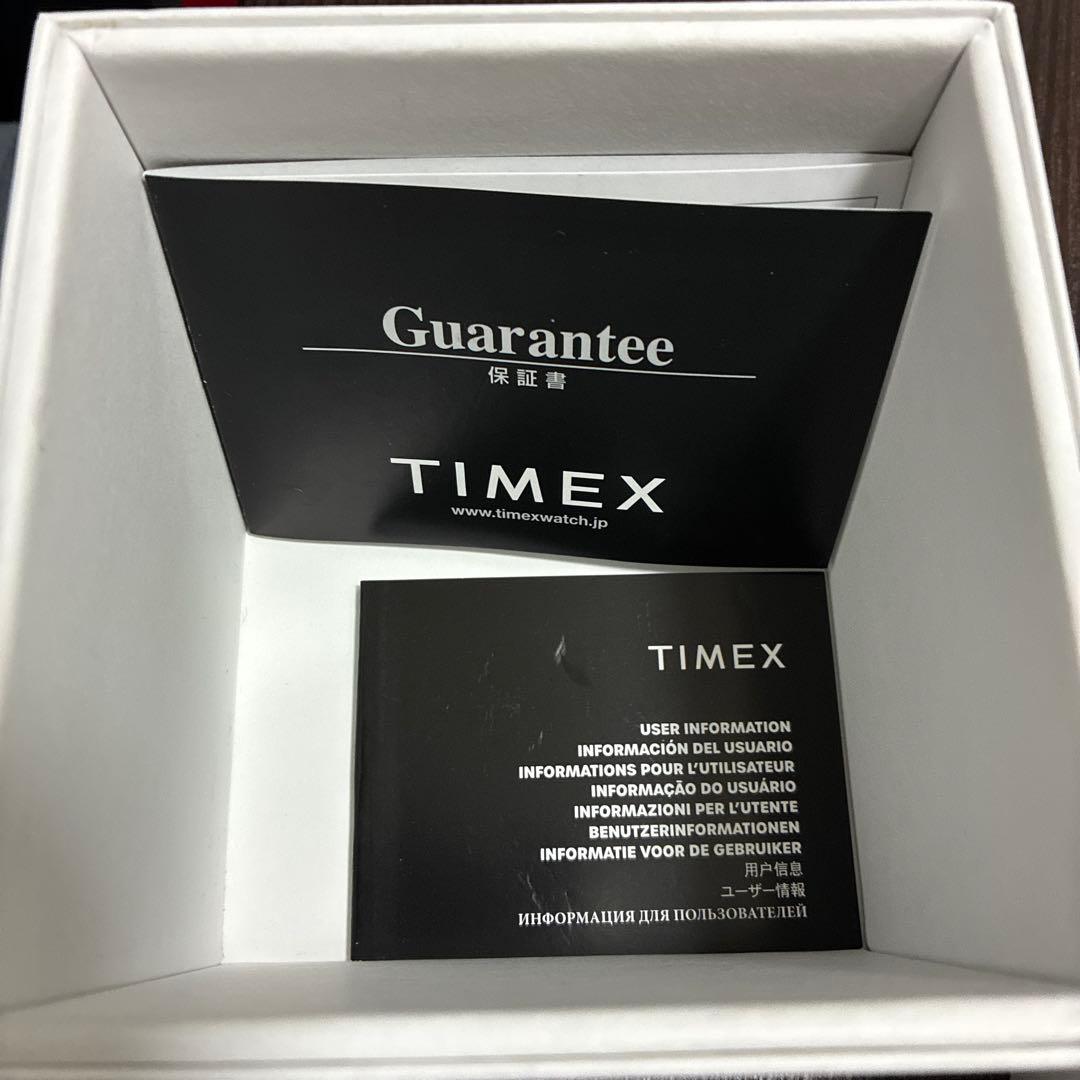 Guarantee
保証書
TIMEX
www.timexwatch.jp
TIMEX
USER INFORMATION
INFORMACIÓN DEL USUARIO
INFORMATIONS POUR L'UTILISATEUR
INFORMAÇÃO DO USUÁRIO
INFORMAZIONI PER L'UTENTE
BENUTZERINFORMATIONEN
INFORMATIE VOOR DE GEBRUIKER
用户信息
ユーザー情報
ИНФОРМАЦИЯ ДЛЯ ПОЛЬЗОВАТЕЛЕЙ